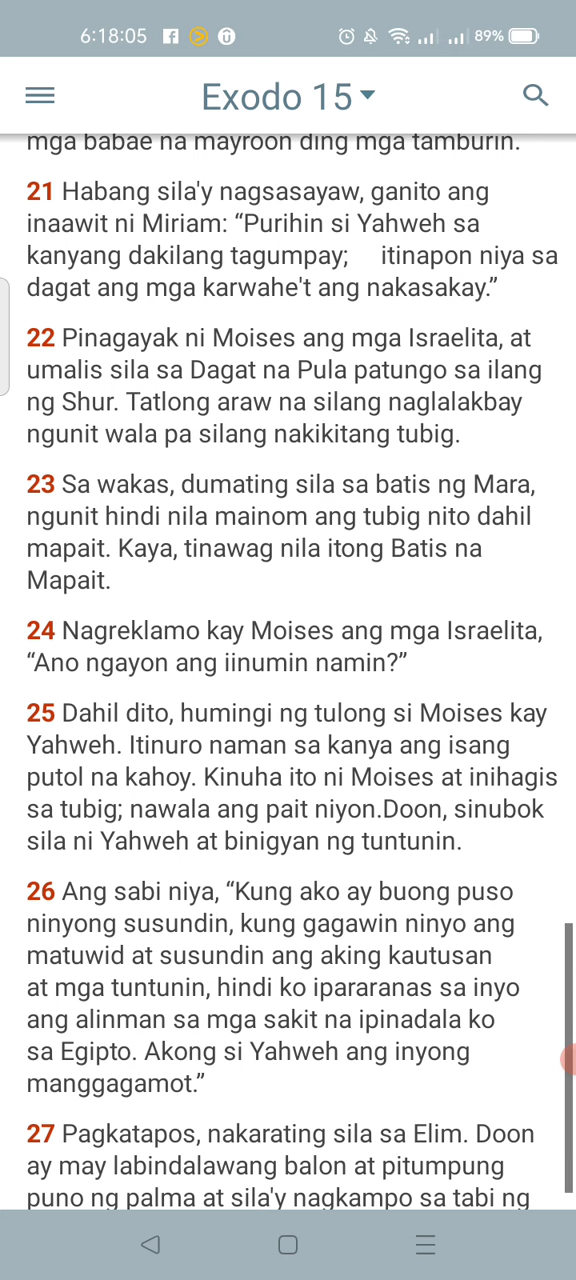 6:18:05
89%
Exodo 15
mga babae na mayroon ding mga tamburin.
21 Habang sila'y nagsasayaw, ganito ang
inaawit ni Miriam: “Purihin si Yahweh sa
kanyang dakilang tagumpay;    itinapon niya sa
dagat ang mga karwahe't ang nakasakay.”
22 Pinagayak ni Moises ang mga Israelita, at
umalis sila sa Dagat na Pula patungo sa ilang
ng Shur. Tatlong araw na silang naglalakbay
ngunit wala pa silang nakikitang tubig.
23 Sa wakas, dumating sila sa batis ng Mara,
ngunit hindi nila mainom ang tubig nito dahil
mapait. Kaya, tinawag nila itong Batis na
Mapait.
24 Nagreklamo kay Moises ang mga Israelita,
“Ano ngayon ang iinumin namin?”
25 Dahil dito, humingi ng tulong si Moises kay
Yahweh. Itinuro naman sa kanya ang isang
putol na kahoy. Kinuha ito ni Moises at inihagis
sa tubig; nawala ang pait niyon.Doon, sinubok
sila ni Yahweh at binigyan ng tuntunin.
26 Ang sabi niya, “Kung ako ay buong puso
ninyong susundin, kung gagawin ninyo ang
matuwid at susundin ang aking kautusan
at mga tuntunin, hindi ko ipararanas sa inyo
ang alinman sa mga sakit na ipinadala ko
sa Egipto. Akong si Yahweh ang inyong
manggagamot.”
27 Pagkatapos, nakarating sila sa Elim. Doon
ay may labindalawang balon at pitumpung
puno ng palma at sila'y nagkampo sa tabi ng